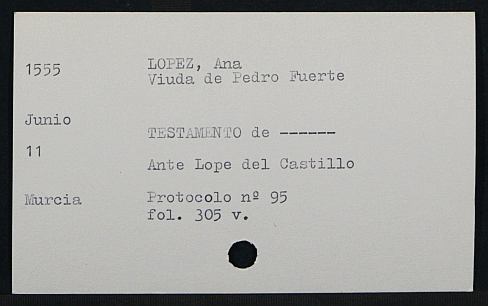 1555
LOPEZ, Ana
Viuda de Pedro Fuerte
Junio
TESTAMENTO de ------
11
Ante Lope del Castillo
Murcia
Protocolo nº 95
fol. 305 v.